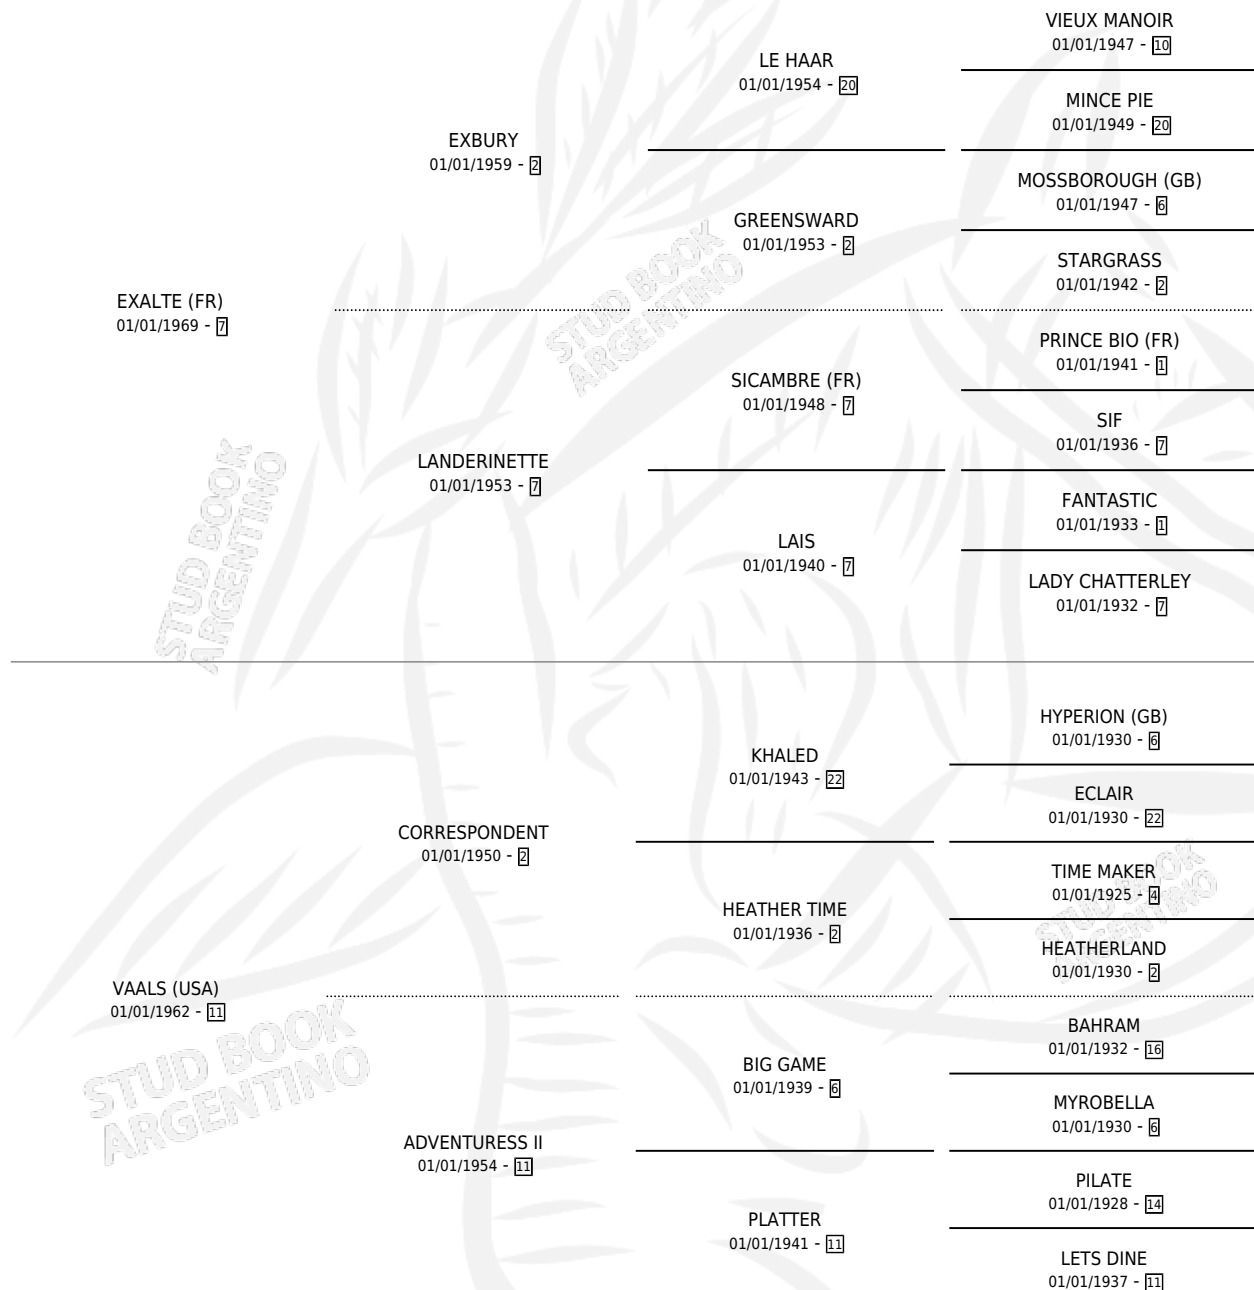 VIEUX MANOIR
01/01/1947 - 10
LE HAAR
01/01/1954 - 20
MINCE PIE
01/01/1949 - 20
EXBURY
01/01/1959 - 2
MOSSBOROUGH (GB)
01/01/1947 - 6
GREENSWARD
01/01/1953 - 2
STARGRASS
01/01/1942 - 2
EXALTE (FR)
01/01/1969 - 7
STUD BOOK
ARGENTINO
PRINCE BIO (FR)
01/01/1941 - 1
SICAMBRE (FR)
01/01/1948 - 7
SIF
01/01/1936 - 7
LANDERINETTE
01/01/1953 - 7
FANTASTIC
01/01/1933 - 1
LAIS
01/01/1940 - 7
LADY CHATTERLEY
01/01/1932 - 7
STUD BOOK
ARGENTINO
HYPERION (GB)
01/01/1930 - 6
KHALED
01/01/1943 - 22
ECLAIR
01/01/1930 - 22
CORRESPONDENT
01/01/1950 - 2
TIME MAKER
01/01/1925 - 4
HEATHER TIME
01/01/1936 - 2
STUD BOOK
ARGENTINO
HEATHERLAND
01/01/1930 - 2
VAALS (USA)
01/01/1962 - 11
STUD BOOK
ARGENTINO
BAHRAM
01/01/1932 - 16
BIG GAME
01/01/1939 - 6
MYROBELLA
01/01/1930 - 6
ADVENTURESS II
01/01/1954 - 11
PILATE
01/01/1928 - 14
PLATTER
01/01/1941 - 11
LETS DINE
01/01/1937 - 11